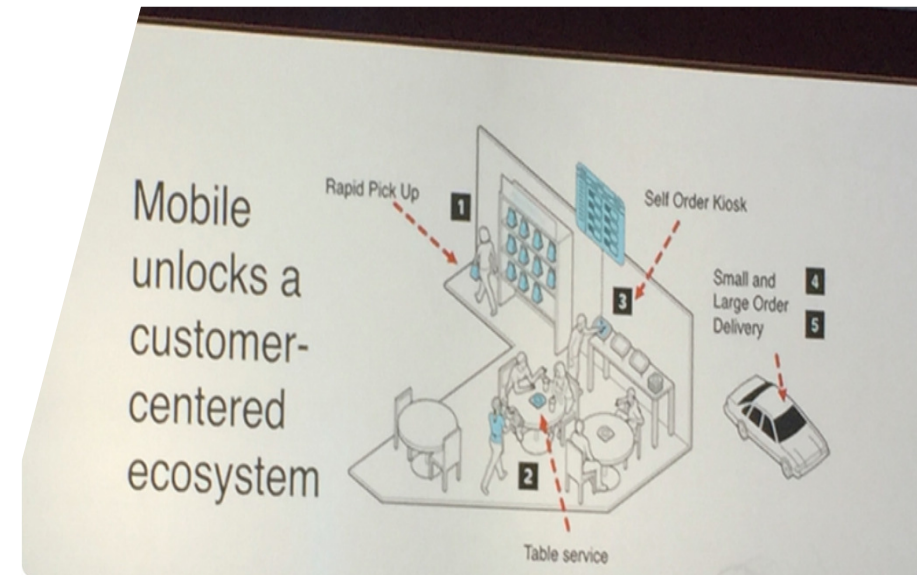 Mobile
unlocks a
customer-
centered
ecosystem
Rapid Pick Up
1
Self Order Kiosk
3
Small and
Large Order
Delivery
4
5
2
Table service